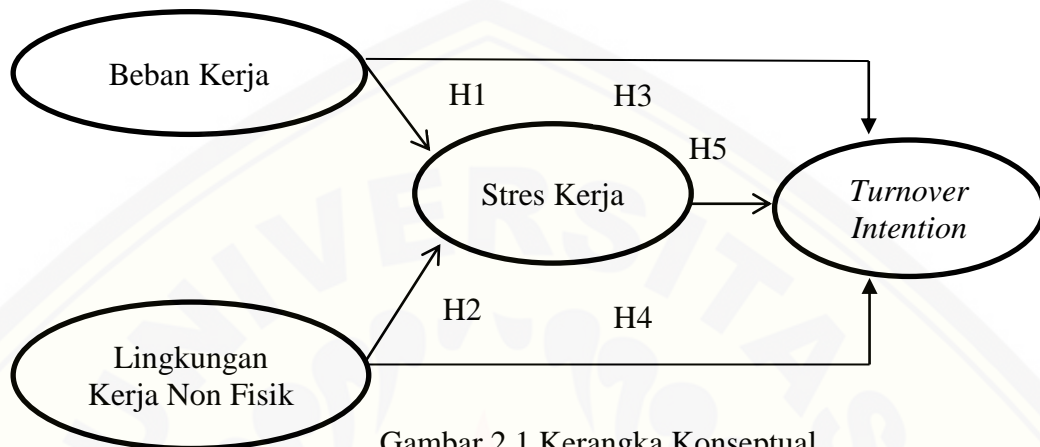 Beban Kerja
H1
H3
H5
Stres Kerja
Turnover
Intention
H2
H4
Lingkungan
Kerja Non Fisik
Gambar 2.1 Kerangka Konseptual
UNIVERSITAS